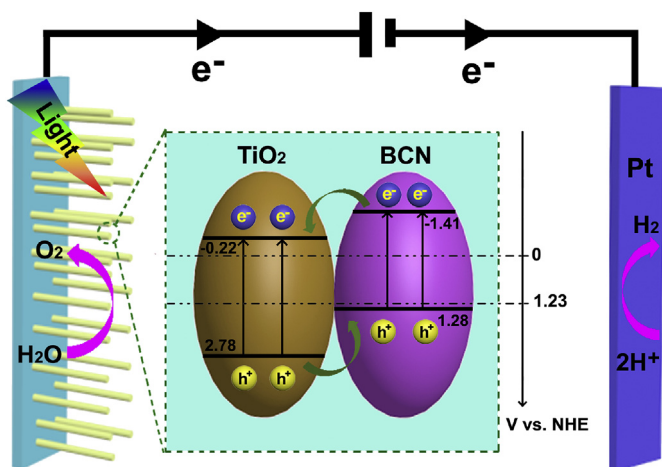 e⁻
e⁻
Light
TiO₂
BCN
Pt
e⁻ e⁻
e⁻ e⁻
-0.22
-1.41
H₂
O₂
0
1.23
2.78
1.28
h⁺ h⁺
h⁺ h⁺
H₂O
2H⁺
V vs. NHE